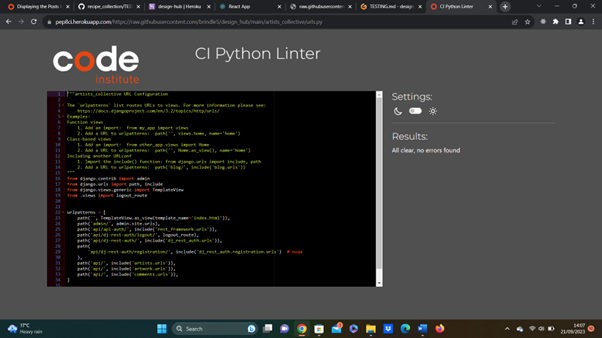 Displaying the Posts
recipe_collection/TE
design-hub | Heroku
React App
raw.githubusercontent
TESTING.md - design
CI Python Linter
pep8ci.herokuapp.com/https://raw.githubusercontent.com/brindle5/design_hub/main/artists_collective/urls.py
code
institute
CI Python Linter
1 """artists_collective URL Configuration
2
3 The `urlpatterns` list routes URLs to views. For more information please see:
4 https://docs.djangoproject.com/en/3.2/topics/http/urls/
5 Examples:
6 Function views
7 1. Add an import: from my_app import views
8 2. Add a URL to urlpatterns: path('', views.home, name='home')
9 Class-based views
10 1. Add an import: from other_app.views import Home
11 2. Add a URL to urlpatterns: path('', Home.as_view(), name='home')
12 Including another URLconf
13 1. Import the include() function: from django.urls import include, path
14 2. Add a URL to urlpatterns: path('blog/', include('blog.urls'))
15 """
16 from django.contrib import admin
17 from django.urls import path, include
18 from django.views.generic import TemplateView
19 from .views import logout_route
20
21
22 urlpatterns = [
23 path('', TemplateView.as_view(template_name='index.html')),
24 path('admin/', admin.site.urls),
25 path('api/api-auth/', include('rest_framework.urls')),
26 path('api/dj-rest-auth/logout/', logout_route),
27 path('api/dj-rest-auth/', include('dj_rest_auth.urls')),
28 path(
29 'api/dj-rest-auth/registration/', include('dj_rest_auth.registration.urls') # noqa
30 ),
31 path('api/', include('artists.urls')),
32 path('api/', include('artwork.urls')),
33 path('api/', include('comments.urls')),
34 ]
35
Settings:
Results:
All clear, no errors found
17°C
Heavy rain
Search
14:07
21/09/2023